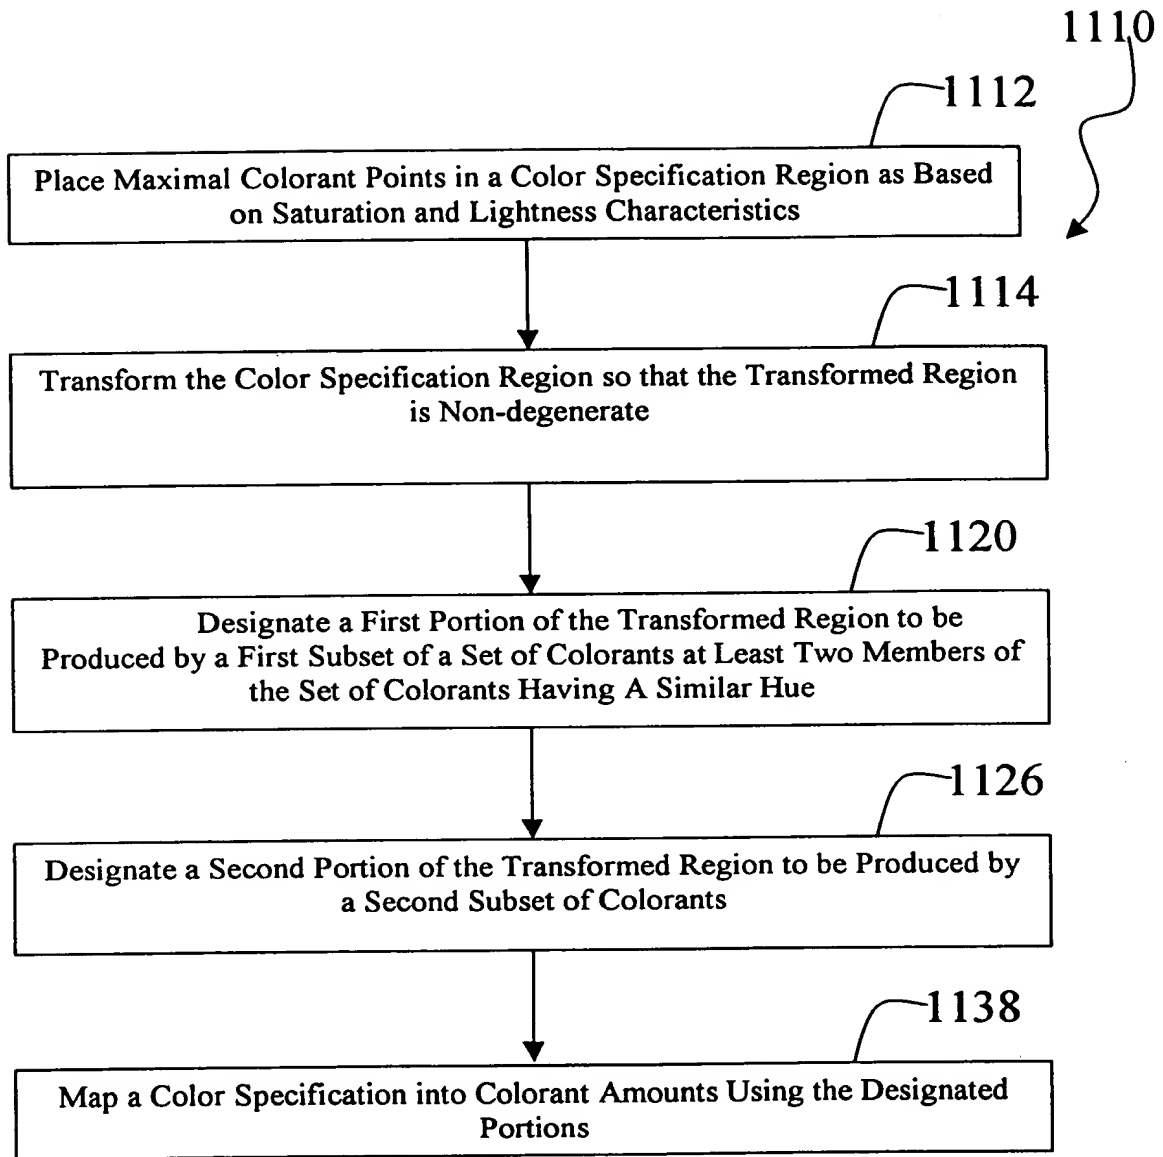 1110
1112
Place Maximal Colorant Points in a Color Specification Region as Based
on Saturation and Lightness Characteristics
1114
Transform the Color Specification Region so that the Transformed Region
is Non-degenerate
1120
Designate a First Portion of the Transformed Region to be
Produced by a First Subset of a Set of Colorants at Least Two Members of
the Set of Colorants Having A Similar Hue
1126
Designate a Second Portion of the Transformed Region to be Produced by
a Second Subset of Colorants
1138
Map a Color Specification into Colorant Amounts Using the Designated
Portions